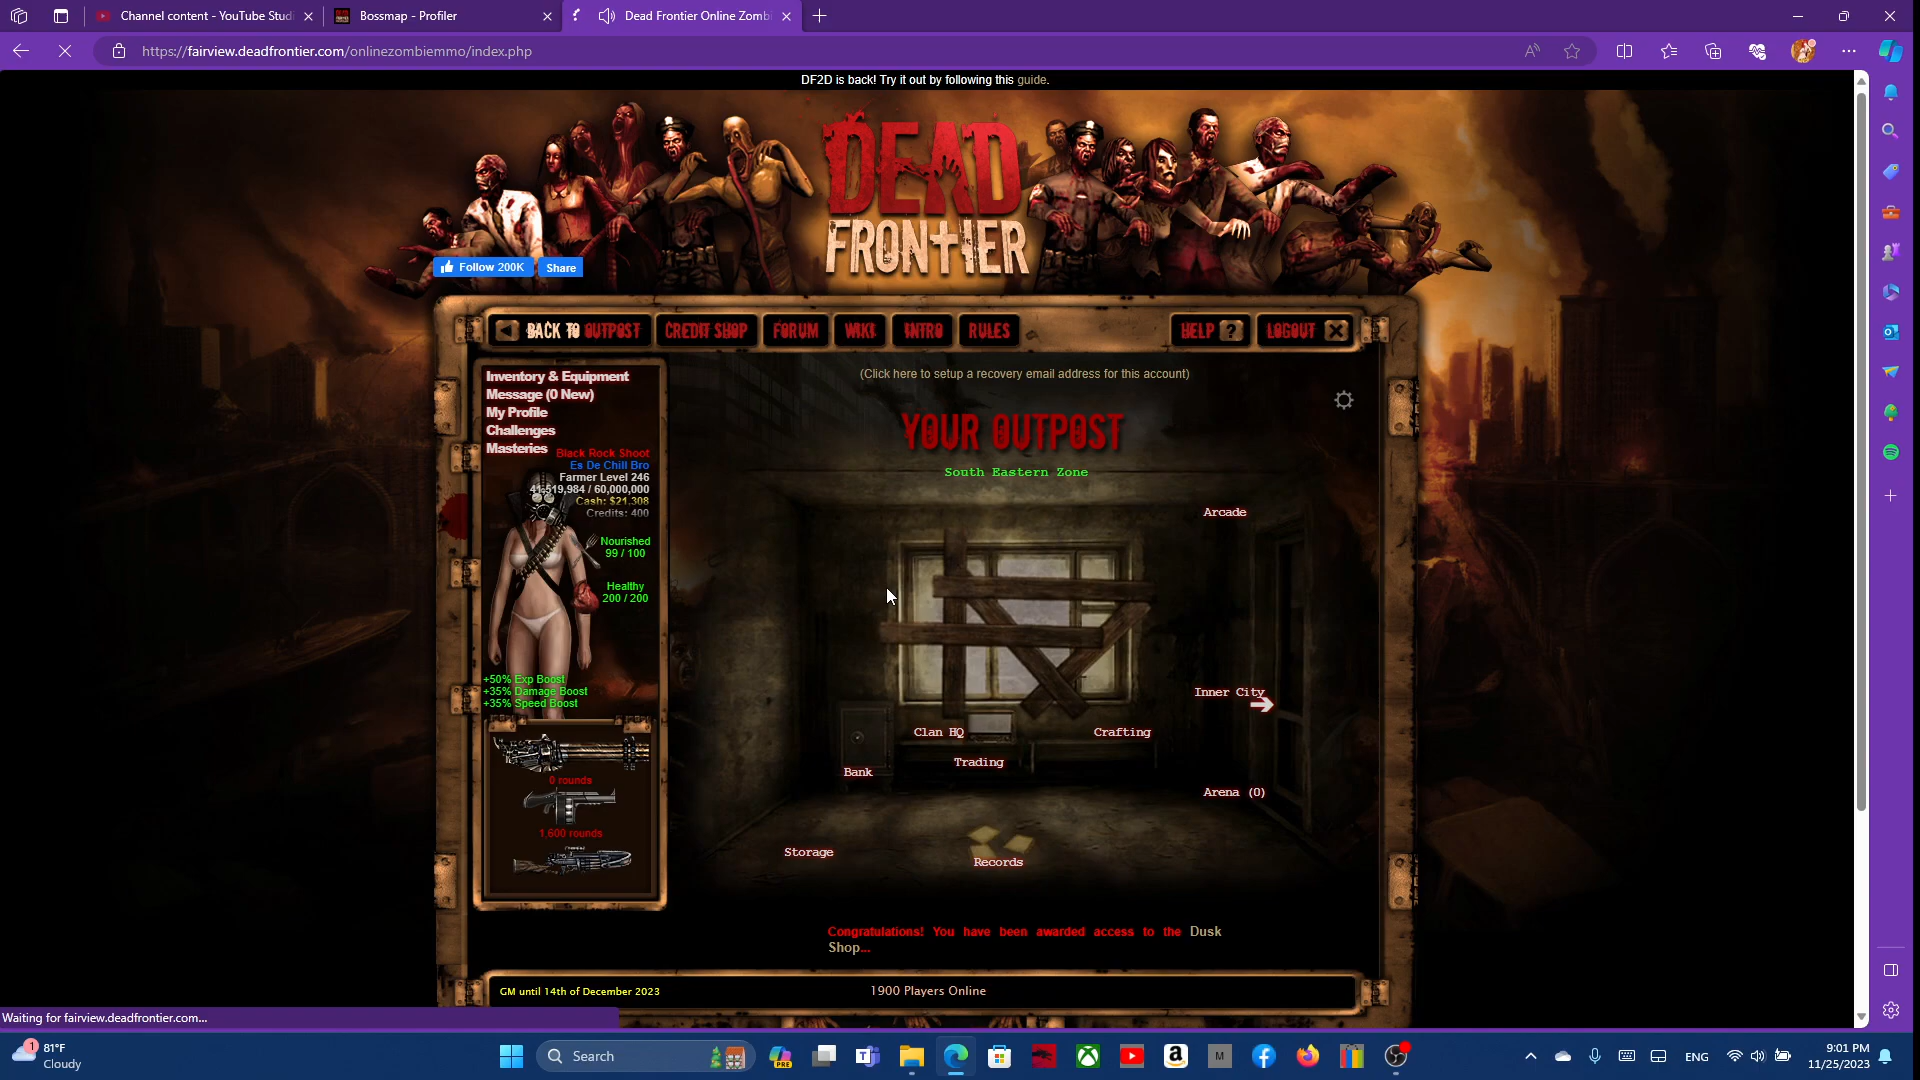 Channel content - YouTube Studi
Bossmap - Profiler
Dead Frontier Online Zombi
https://fairview.deadfrontier.com/onlinezombiemmo/index.php
DF2D is back! Try it out by following this guide.
DEAD
FRONTIER
Follow 200K
Share
BACK TO OUTPOST
CREDIT SHOP
FORUM
WIKI
INTRO
RULES
HELP ?
LOGOUT X
Inventory & Equipment
Message (0 New)
My Profile
Challenges
Masteries
Black Rock Shoot
Es De Chill Bro
Farmer Level 246
41,519,984 / 60,000,000
Cash: $21,308
Credits: 400
Nourished
99 / 100
Healthy
200 / 200
+50% Exp Boost
+35% Damage Boost
+35% Speed Boost
0 rounds
1,600 rounds
(Click here to setup a recovery email address for this account)
YOUR OUTPOST
South Eastern Zone
Arcade
Inner City
Clan HQ
Crafting
Trading
Bank
Arena (0)
Storage
Records
Congratulations! You have been awarded access to the Dusk
Shop...
GM until 14th of December 2023
1900 Players Online
Waiting for fairview.deadfrontier.com...
1
81°F
Cloudy
Search
PRE
M
ENG
9:01 PM
11/25/2023